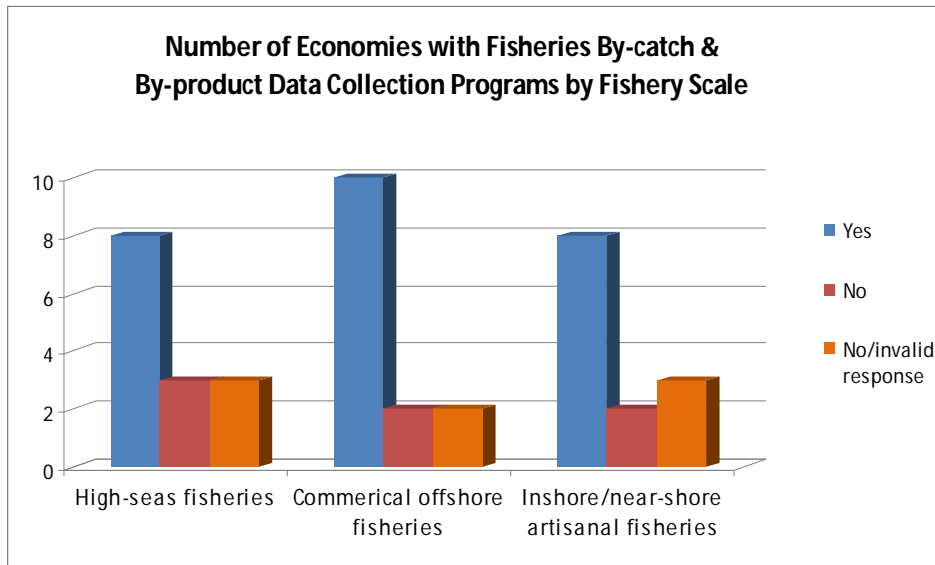 Number of Economies with Fisheries By-catch &
By-product Data Collection Programs by Fishery Scale
10
8
6
4
2
0
High-seas fisheries
Commerical offshore
fisheries
Inshore/near-shore
artisanal fisheries
Yes
No
No/invalid
response